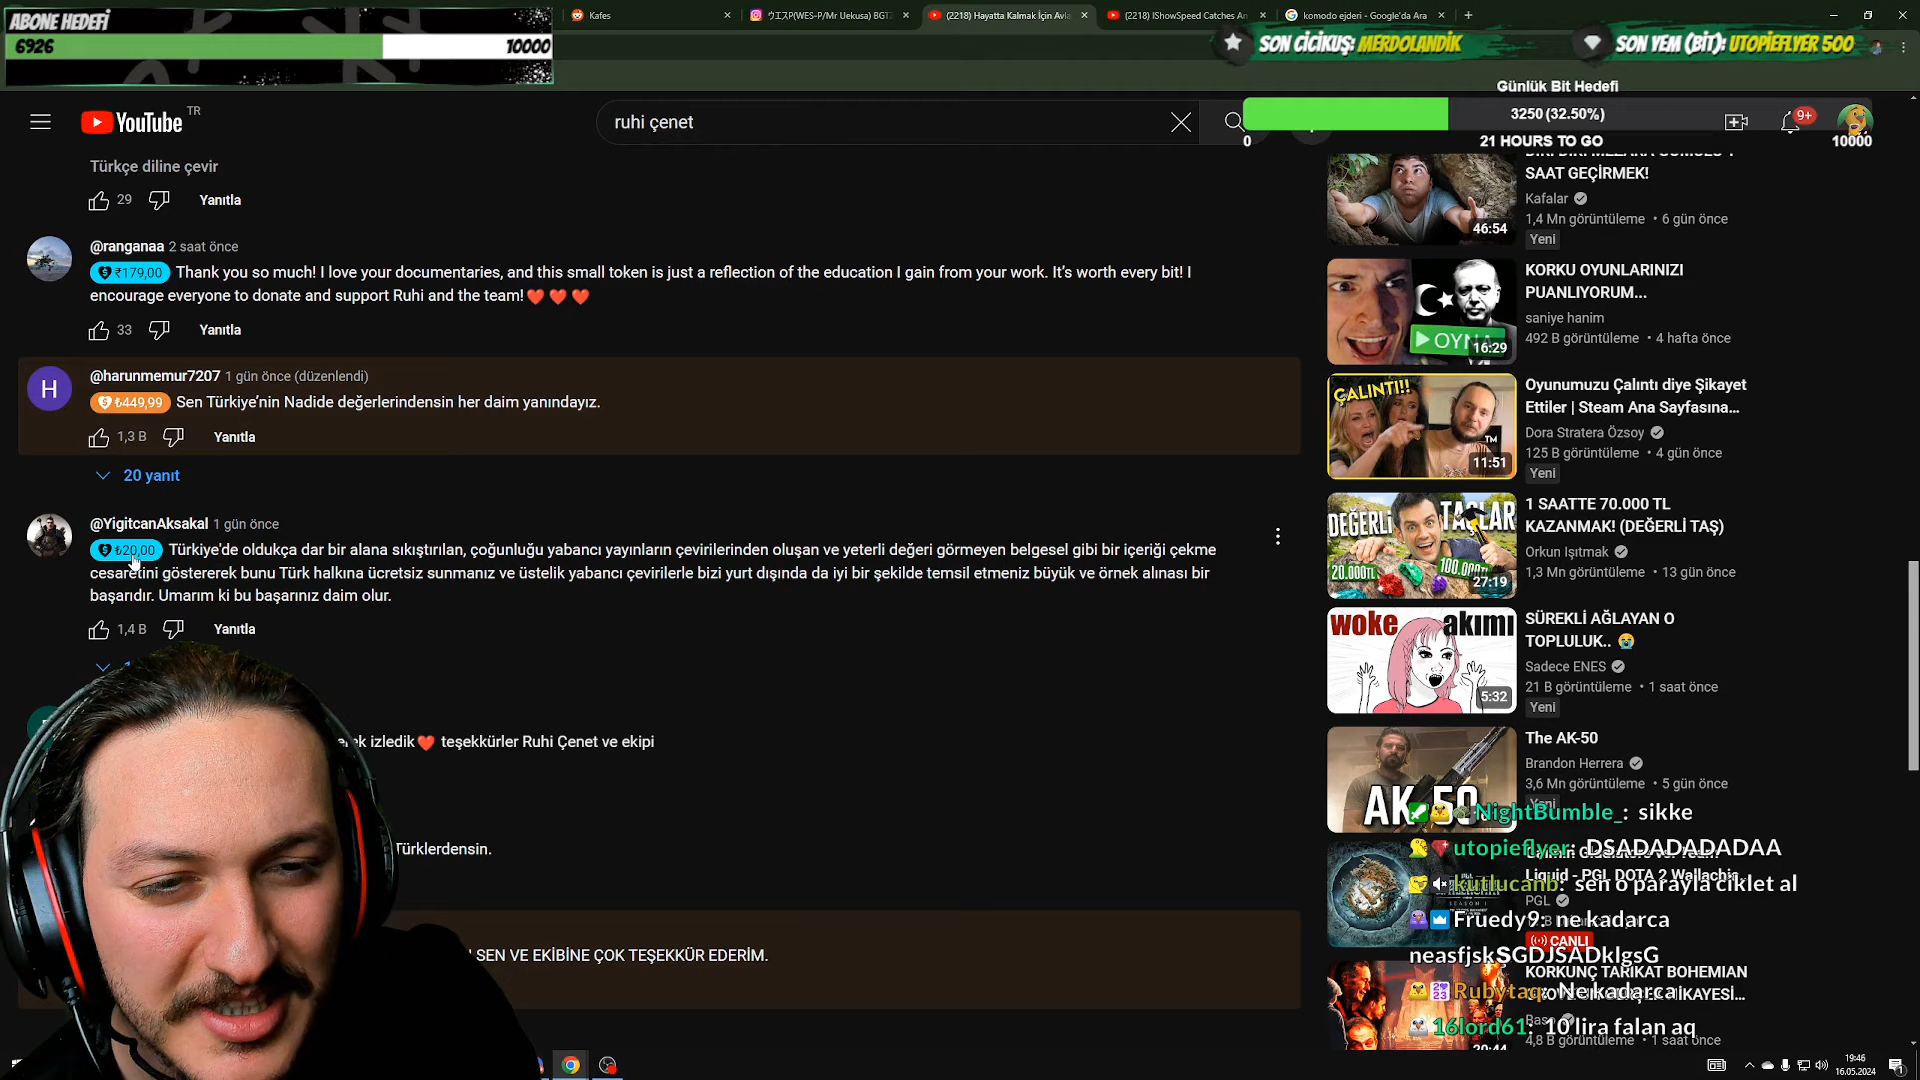 ABONE HEDEFİ
6926
10000
Kafes
ウエスP(WES-P/Mr Uekusa) BGT
(2218) Hayatta Kalmak İçin Avla
(2218) IShowSpeed Catches An
komodo ejderi - Google'da Ara
SON CİCİKUŞ: MERDOLANDİK
SON YEM (BİT): UTOPİEFLYER 500
Günlük Bit Hedefi
3250 (32.50%)
0
21 HOURS TO GO
10000
YouTube TR
ruhi çenet
9+
Türkçe diline çevir
29 Yanıtla
@ranganaa 2 saat önce
₹179,00 Thank you so much! I love your documentaries, and this small token is just a reflection of the education I gain from your work. It's worth every bit! I
encourage everyone to donate and support Ruhi and the team!❤️ ❤️ ❤️
33 Yanıtla
H
@harunmemur7207 1 gün önce (düzenlendi)
₺449,99 Sen Türkiye'nin Nadide değerlerindensin her daim yanındayız.
1,3 B Yanıtla
20 yanıt
@YigitcanAksakal 1 gün önce
₺20,00 Türkiye'de oldukça dar bir alana sıkıştırılan, çoğunluğu yabancı yayınların çevirilerinden oluşan ve yeterli değeri görmeyen belgesel gibi bir içeriği çekme
cesaretini göstererek bunu Türk halkına ücretsiz sunmanız ve üstelik yabancı çevirilerle bizi yurt dışında da iyi bir şekilde temsil etmeniz büyük ve örnek alınası bir
başarıdır. Umarım ki bu başarınız daim olur.
1,4 B Yanıtla
izledik❤️ teşekkürler Ruhi Çenet ve ekipi
Türklerdensin.
SEN VE EKİBİNE ÇOK TEŞEKKÜR EDERİM.
SAAT GEÇİRMEK!
Kafalar
1,4 Mn görüntüleme • 6 gün önce
Yeni
46:54
KORKU OYUNLARINIZI
PUANLIYORUM...
saniye hanim
492 B görüntüleme • 4 hafta önce
OYNA
16:29
ÇALINTI!!
TM
11:51
Oyunumuzu Çalıntı diye Şikayet
Ettiler | Steam Ana Sayfasına...
Dora Stratera Özsoy
125 B görüntüleme • 4 gün önce
Yeni
DEĞERLİ TAŞLAR
20.000TL
100.000TL
27:19
1 SAATTE 70.000 TL
KAZANMAK! (DEĞERLİ TAŞ)
Orkun Işıtmak
1,3 Mn görüntüleme • 13 gün önce
woke akımı
5:32
SÜREKLİ AĞLAYAN O
TOPLULUK.. 😭
Sadece ENES
21 B görüntüleme • 1 saat önce
Yeni
AK-50
The AK-50
Brandon Herrera
3,6 Mn görüntüleme • 5 gün önce
Yeni
NightBumble_: sikke
utopieflyer: DSADADADADAA
Liquid - PGL DOTA 2 Wallachia
kutlucanb: sen o parayla ciklet al
PGL
Fruedy9: ne kadarca
CANLI
neasfjskSGDJSADklgsG
KORKUNÇ TARİKAT BOHEMIAN
Rubytaq: Ne kadarca
16lord61: 10 lira falan aq
4,8 B görüntüleme • 1 saat önce
20:44
19:46
16.05.2024